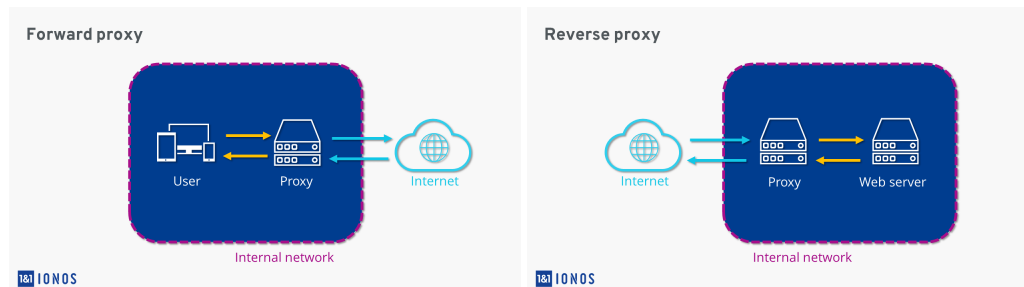 Forward proxy
User
Proxy
Internet
Internal network
1&1 IONOS
Reverse proxy
Internet
Proxy
Web server
Internal network
1&1 IONOS